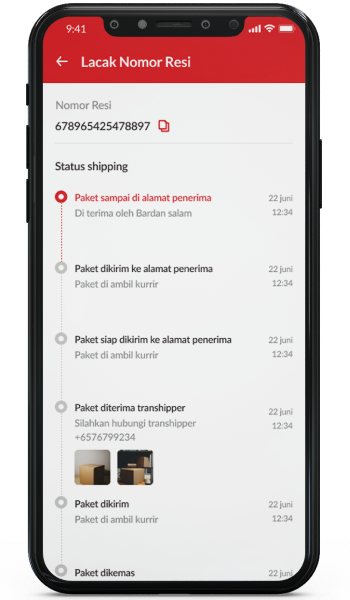 9:41
Lacak Nomor Resi
Nomor Resi
678965425478897
Status shipping
Paket sampai di alamat penerima 22 juni
Di terima oleh Bardan salam 12:34
Paket dikirim ke alamat penerima 22 juni
Paket di ambil kurrir 12:34
Paket siap dikirim ke alamat penerima 22 juni
Paket di ambil kurrir 12:34
Paket diterima transhipper 22 juni
Silahkan hubungi transhipper 12:34
+6576799234
Paket dikirim 22 juni
Paket di ambil kurrir 12:34
Paket dikemas 22 juni